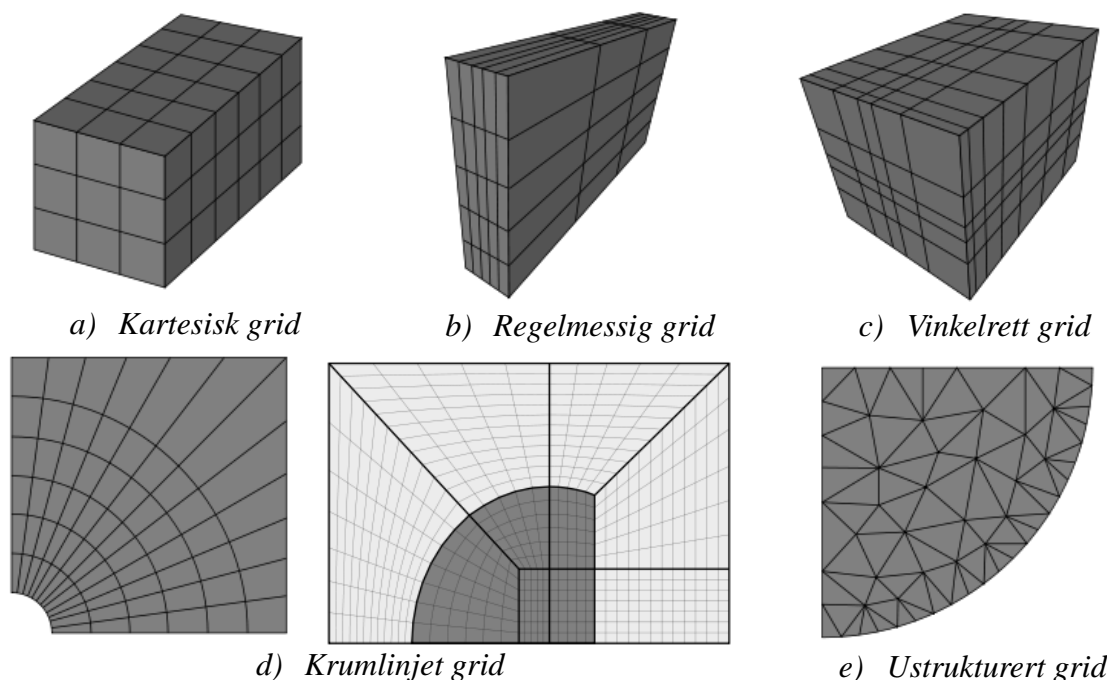 a) Kartesisk grid
b) Regelmessig grid
c) Vinkelrett grid
d) Krumlinjet grid
e) Ustrukturert grid